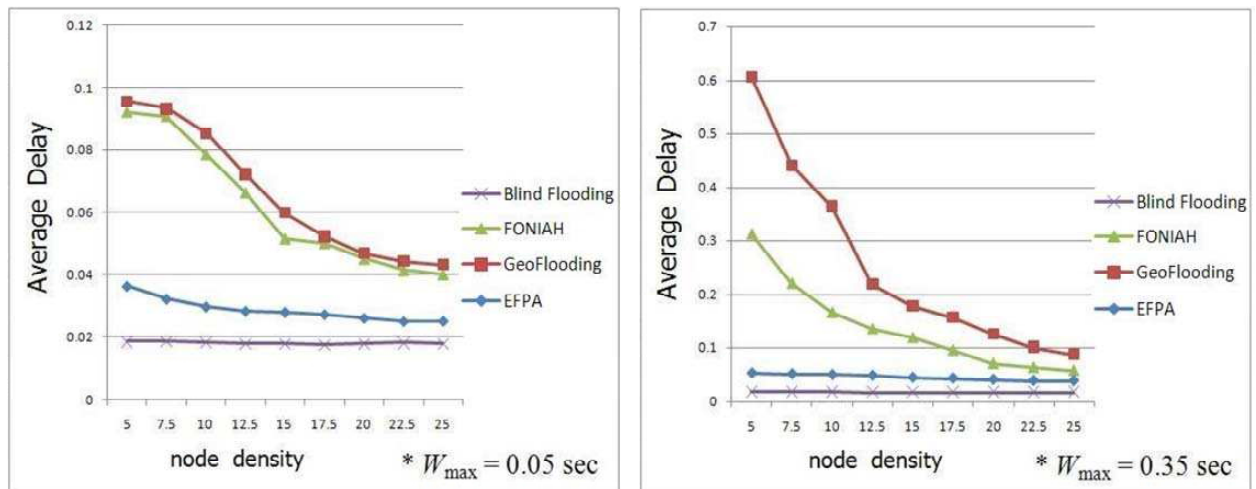 0.12
0.1
0.08
0.06
0.04
0.02
0
Average Delay
5 7.5 10 12.5 15 17.5 20 22.5 25
node density
* Wmax = 0.05 sec
Blind Flooding
FONIAH
GeoFlooding
EFPA
0.7
0.6
0.5
0.4
0.3
0.2
0.1
0
Average Delay
5 7.5 10 12.5 15 17.5 20 22.5 25
node density
* Wmax = 0.35 sec
Blind Flooding
FONIAH
GeoFlooding
EFPA